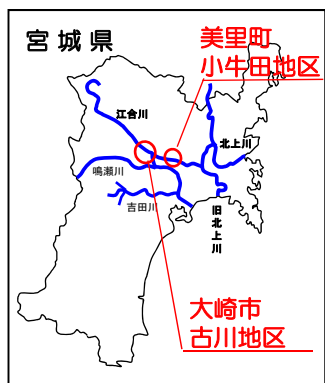 宮城県
美里町
小牛田地区
江合川
北上川
鳴瀬川
吉田川
旧北上川
大崎市
古川地区